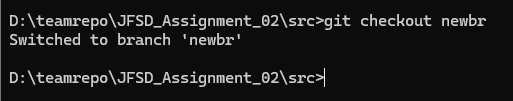 D:\teamrepo\JFSD_Assignment_02\src>git checkout newbr
Switched to branch 'newbr'
D:\teamrepo\JFSD_Assignment_02\src>